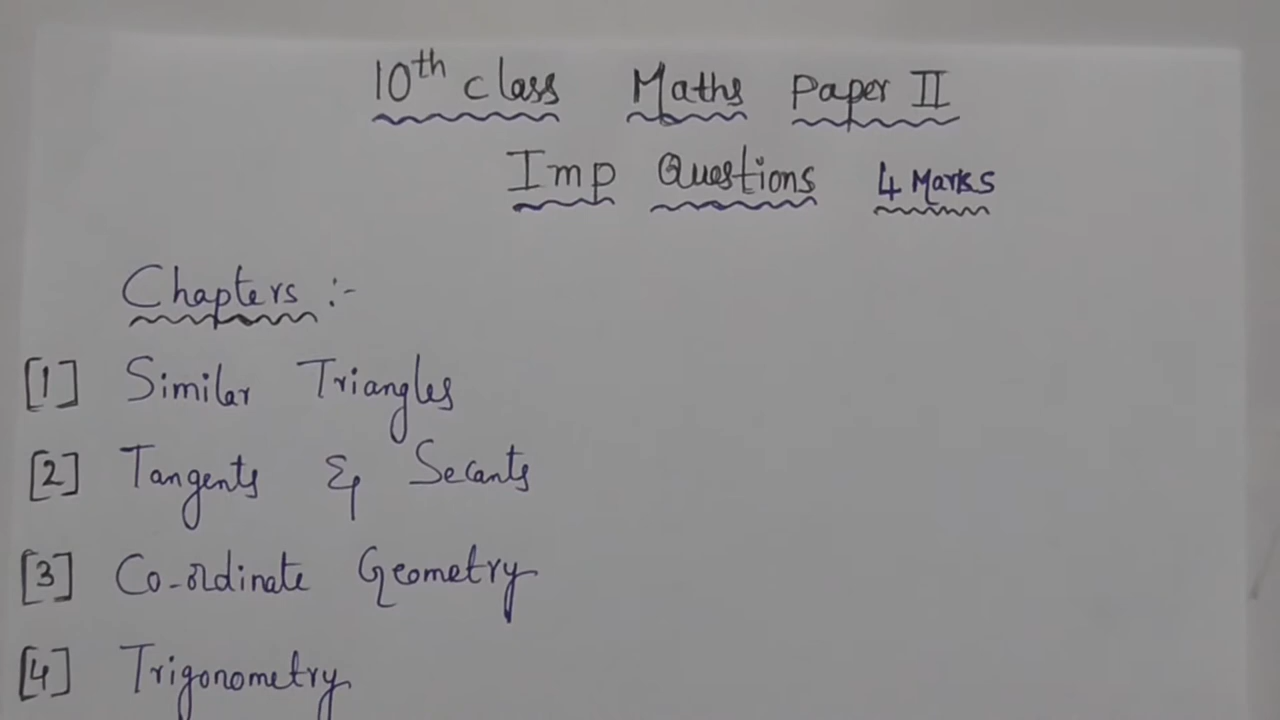 10th class Maths Paper II
Imp Questions 4 Marks
Chapters :-
[1] Similar Triangles
[2] Tangents & Secants
[3] Co-ordinate Geometry
[4] Trigonometry